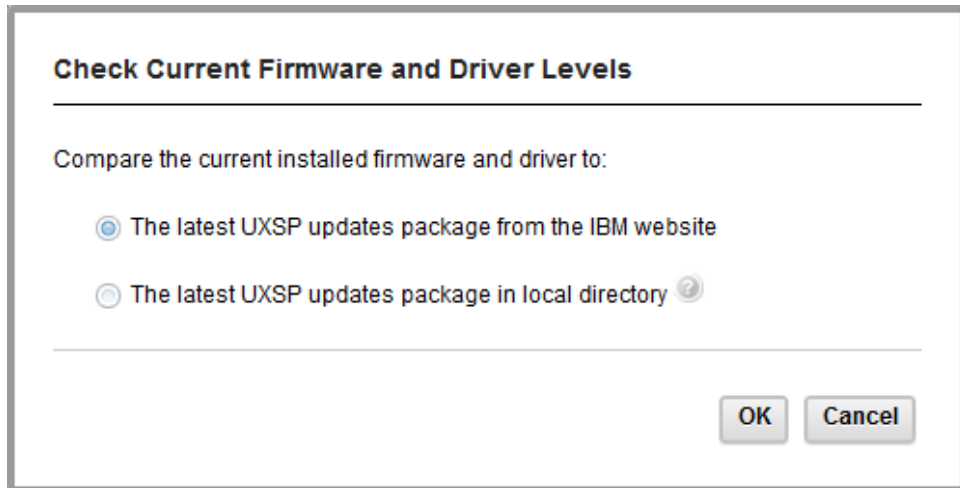 Check Current Firmware and Driver Levels
Compare the current installed firmware and driver to:
The latest UXSP updates package from the IBM website
The latest UXSP updates package in local directory ?
OK Cancel